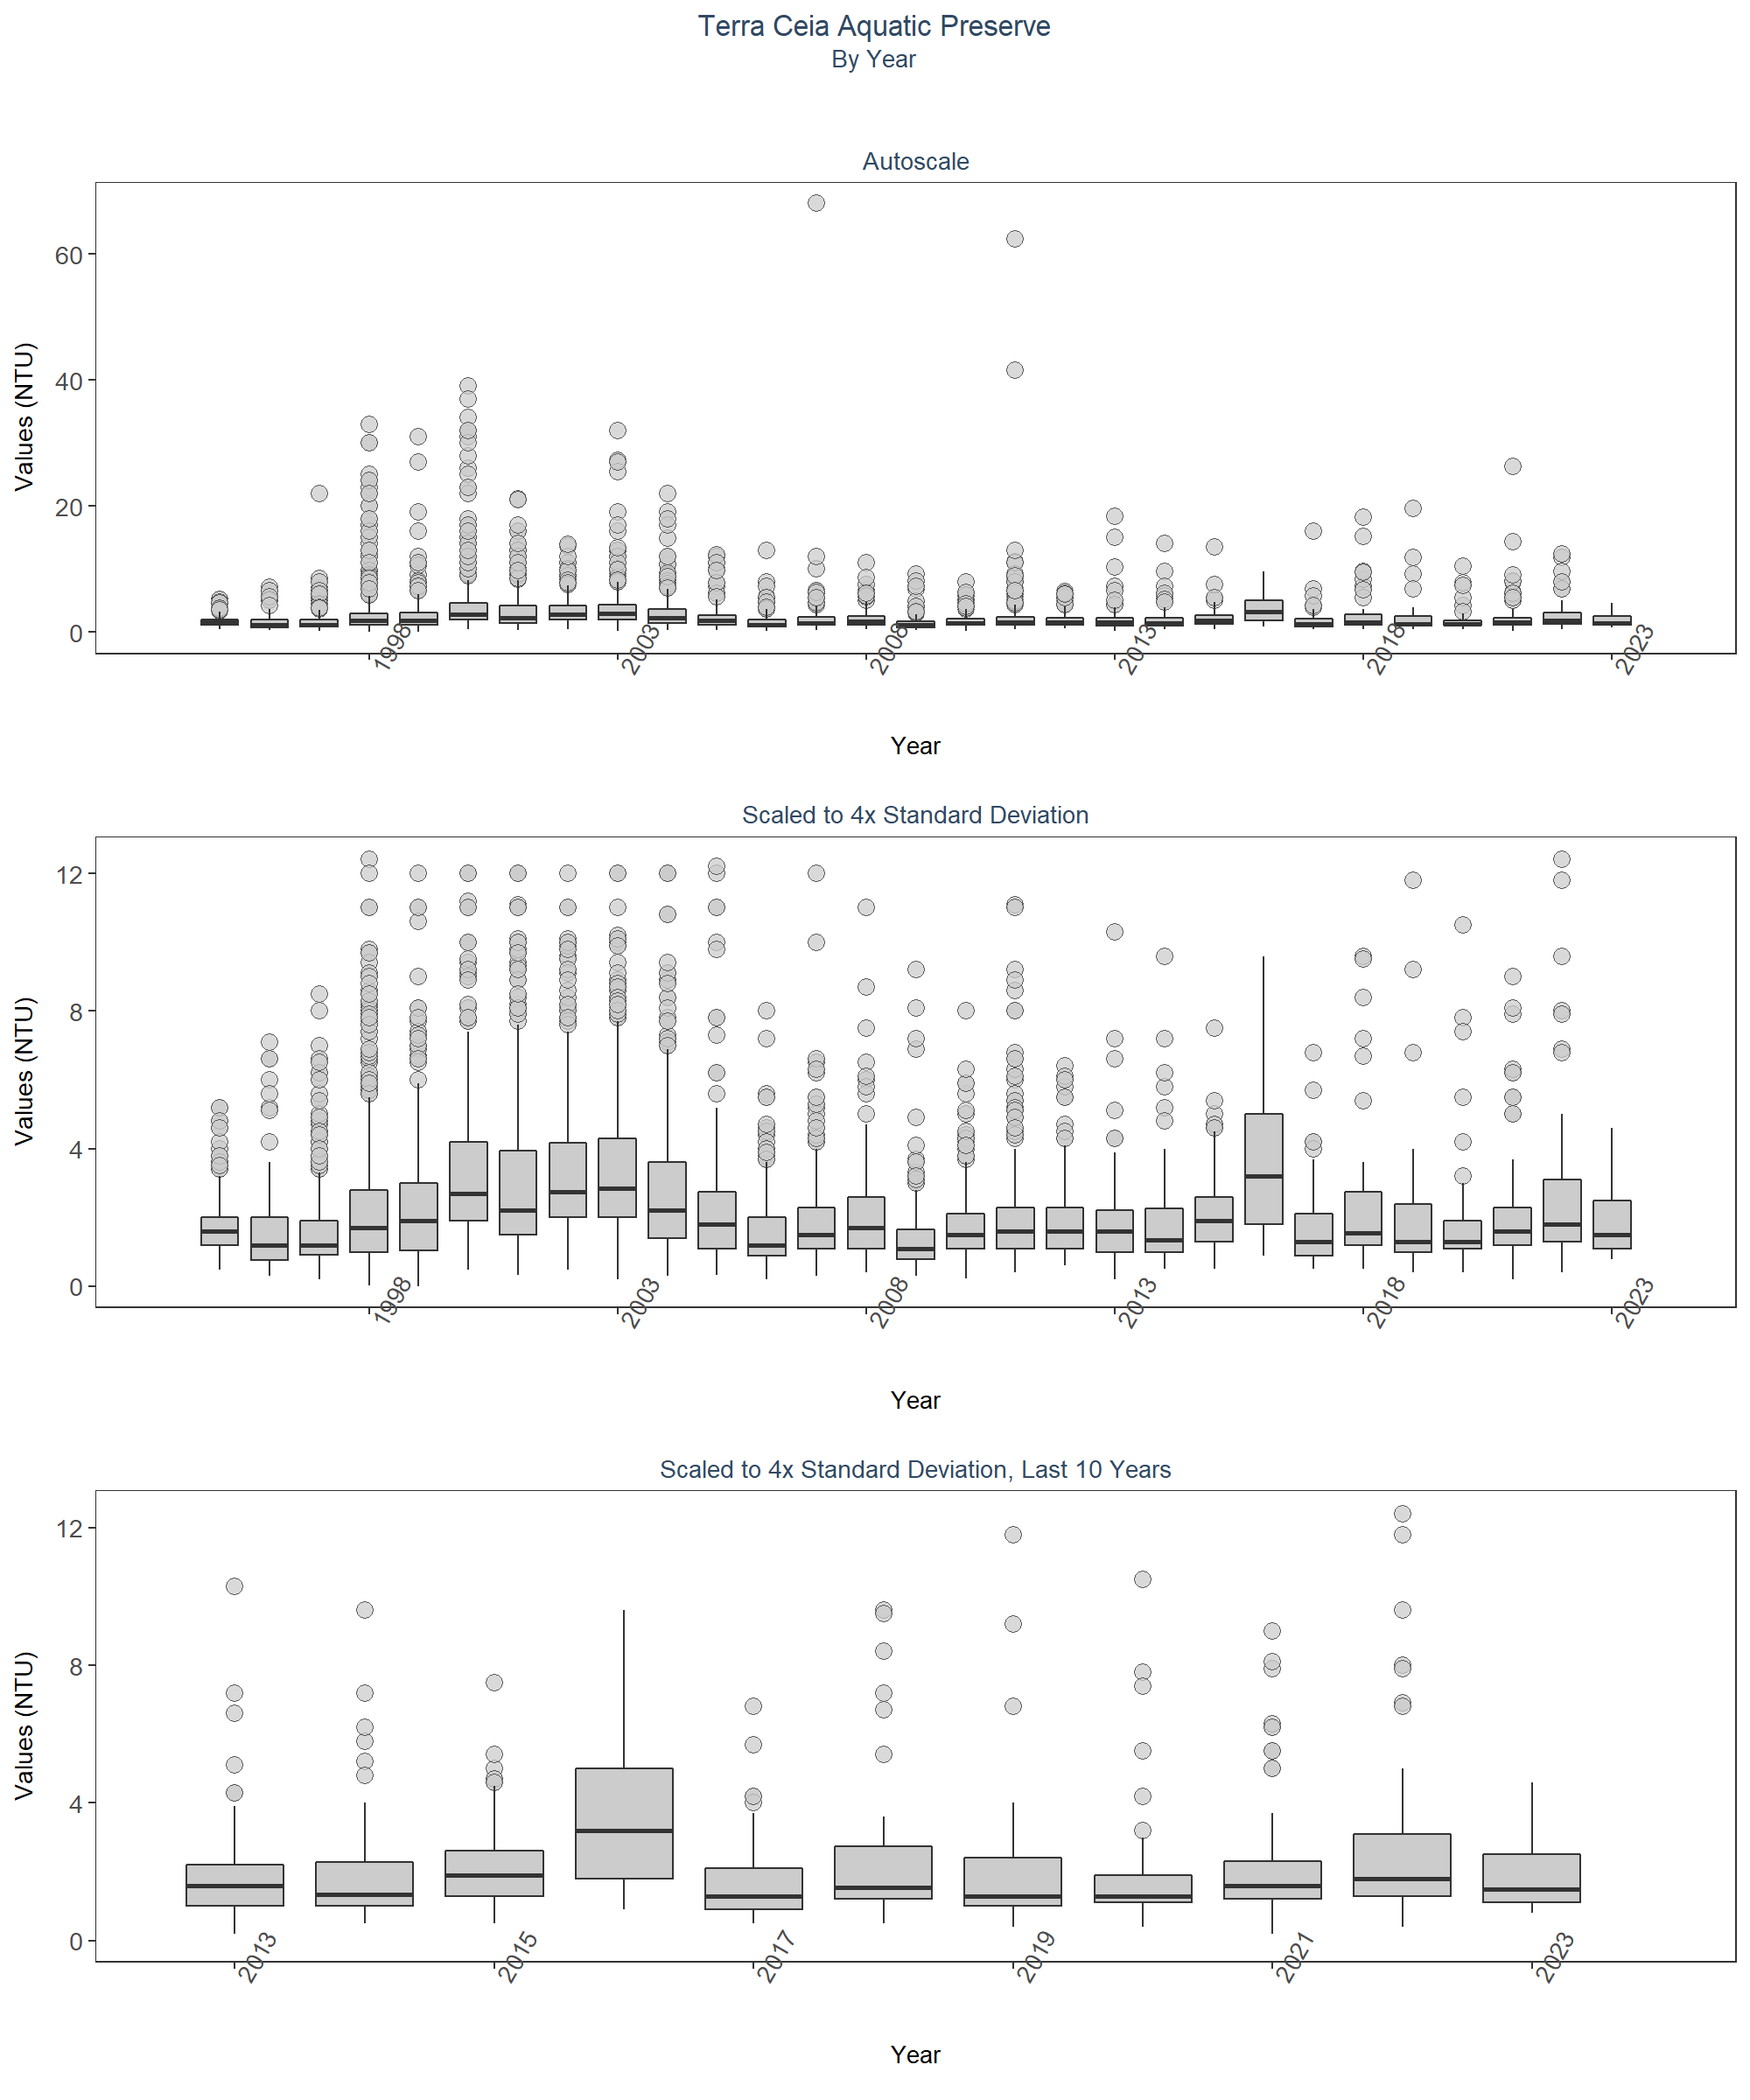 Terra Ceia Aquatic Preserve
By Year
Autoscale
Values (NTU)
60
40
20
0
1998 2003 2008 2013 2018 2023
Year
Scaled to 4x Standard Deviation
Values (NTU)
12
8
4
0
1998 2003 2008 2013 2018 2023
Year
Scaled to 4x Standard Deviation, Last 10 Years
Values (NTU)
12
8
4
0
2013 2015 2017 2019 2021 2023
Year